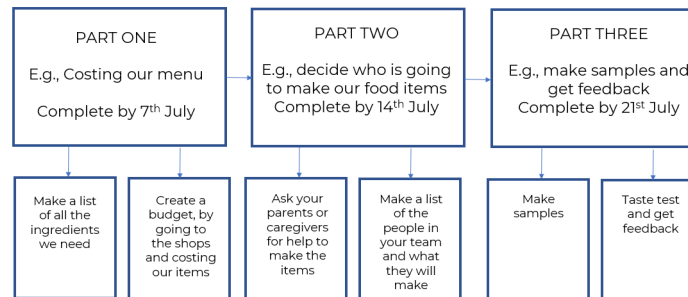 PART ONE
E.g., Costing our menu
Complete by 7th July
PART TWO
E.g., decide who is going
to make our food items
Complete by 14th July
PART THREE
E.g., make samples and
get feedback
Complete by 21st July
Make a list
of all the
ingredients
we need
Create a
budget, by
going to
the shops
and costing
our items
Ask your
parents or
caregivers
for help to
make the
items
Make a list
of the
people in
your team
and what
they will
make
Make
samples
Taste test
and get
feedback